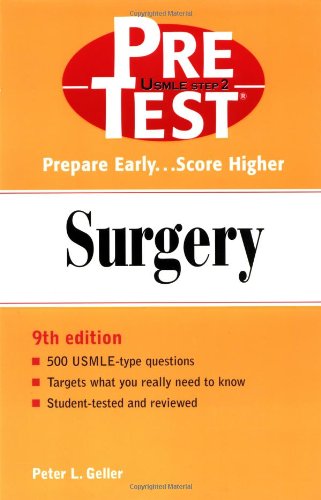 PRE
USMLE STEP 2
TEST®
Prepare Early...Score Higher
Surgery
9th edition
■ 500 USMLE-type questions
■ Targets what you really need to know
■ Student-tested and reviewed
Peter L. Geller